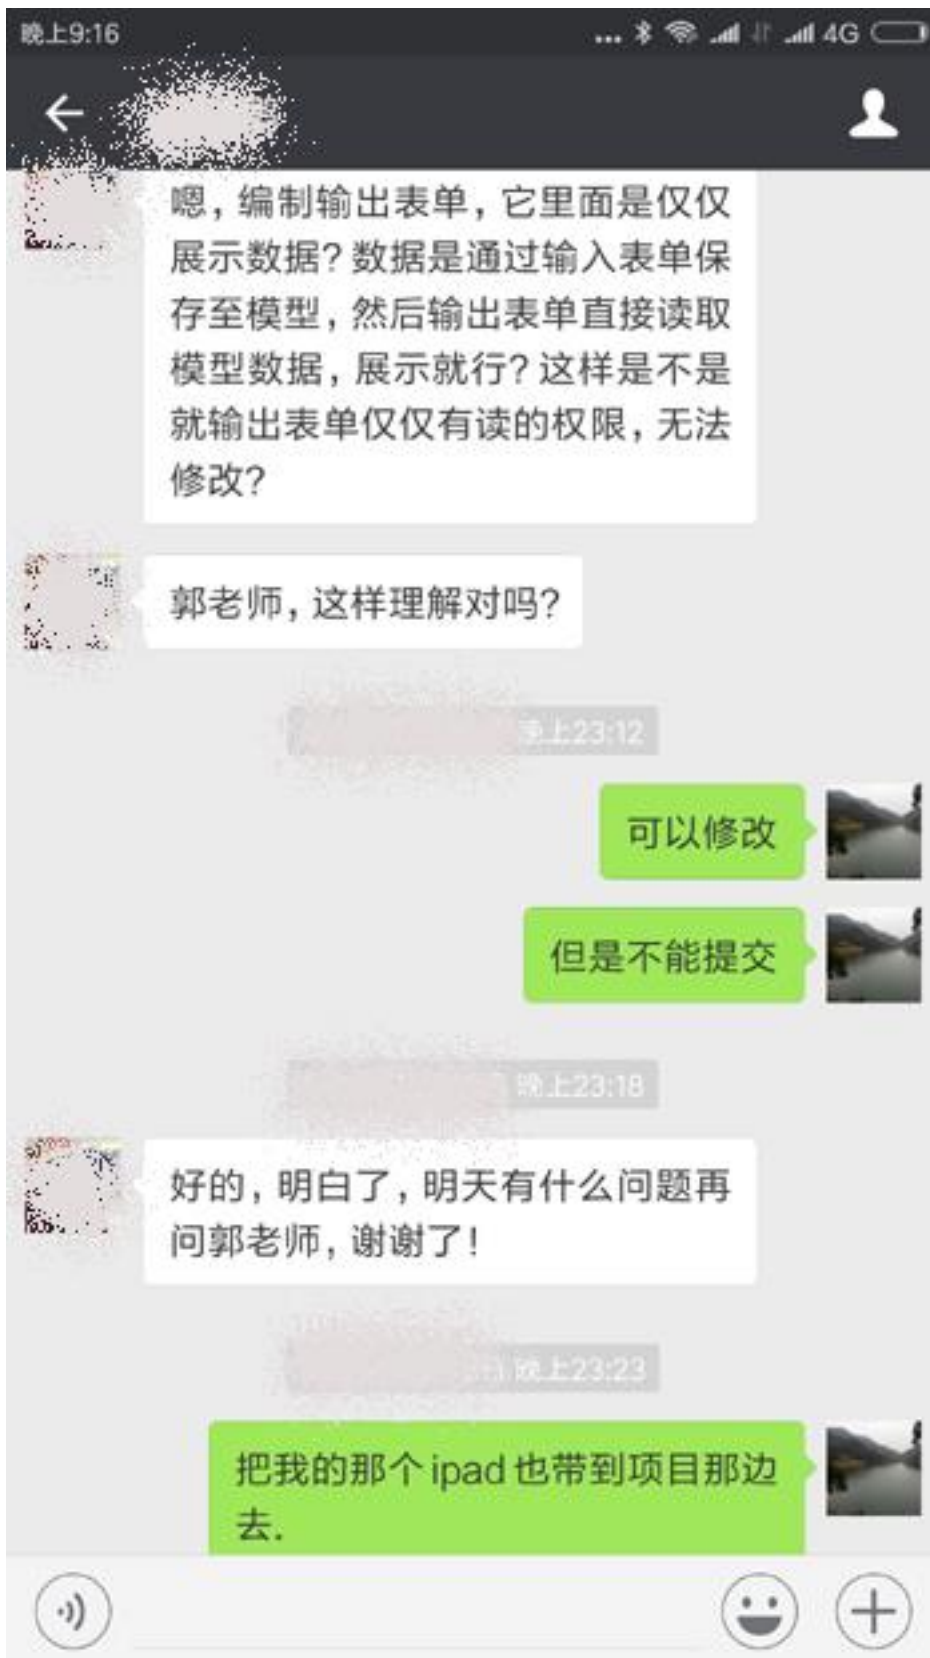 晚上9:16
4G
嗯，编制输出表单，它里面是仅仅
展示数据？数据是通过输入表单保
存至模型，然后输出表单直接读取
模型数据，展示就行？这样是不是
就输出表单仅仅有读的权限，无法
修改？
郭老师，这样理解对吗？
晚上23:12
可以修改
但是不能提交
晚上23:18
好的，明白了，明天有什么问题再
问郭老师，谢谢了！
晚上23:23
把我的那个ipad也带到项目那边
去.